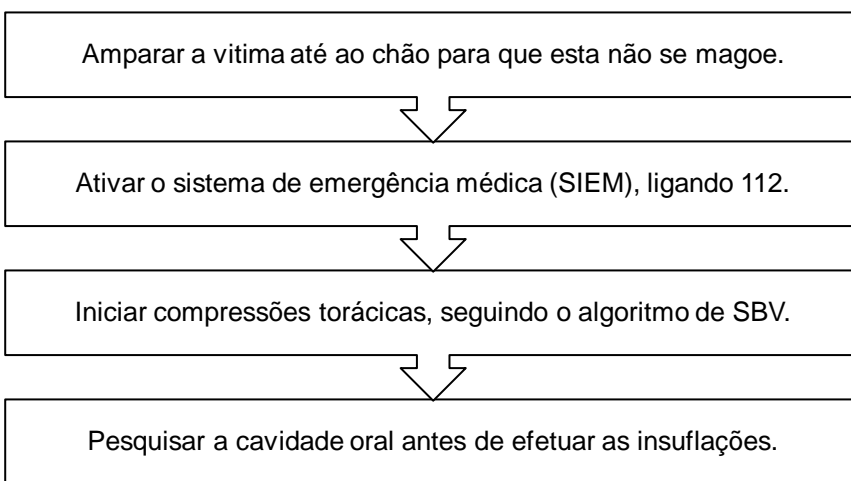 Amparar a vitima até ao chão para que esta não se magoe.
Ativar o sistema de emergência médica (SIEM), ligando 112.
Iniciar compressões torácicas, seguindo o algoritmo de SBV.
Pesquisar a cavidade oral antes de efetuar as insuflações.